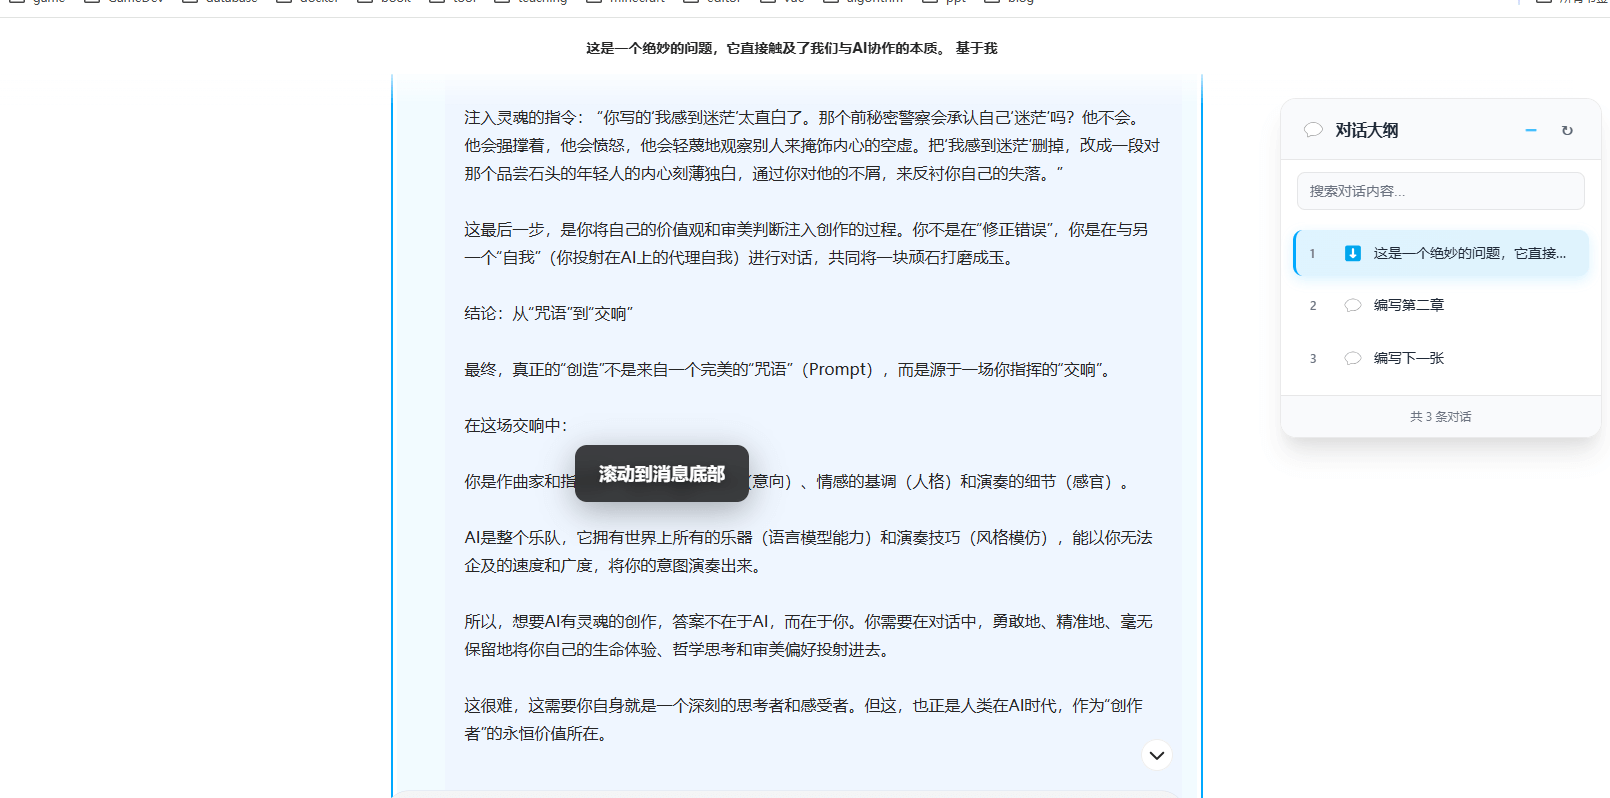 game GameDev database docker book tool teaching minecraft editor vue algorithm ppt blog 所有书签
这是一个绝妙的问题，它直接触及了我们与AI协作的本质。 基于我
注入灵魂的指令： “你写的‘我感到迷茫’太直白了。那个前秘密警察会承认自己‘迷茫’吗？他不会。
他会强撑着，他会愤怒，他会轻蔑地观察别人来掩饰内心的空虚。把‘我感到迷茫’删掉，改成一段对
那个品尝石头的年轻人的内心刻薄独白，通过你对他的不屑，来反衬你自己的失落。”
这最后一步，是你将自己的价值观和审美判断注入创作的过程。你不是在“修正错误”，你是在与另
一个“自我”（你投射在AI上的代理自我）进行对话，共同将一块顽石打磨成玉。
结论：从“咒语”到“交响”
最终，真正的“创造”不是来自一个完美的“咒语”（Prompt），而是源于一场你指挥的“交响”。
在这场交响中：
滚动到消息底部
你是作曲家和指（意向）、情感的基调（人格）和演奏的细节（感官）。
AI是整个乐队，它拥有世界上所有的乐器（语言模型能力）和演奏技巧（风格模仿），能以你无法
企及的速度和广度，将你的意图演奏出来。
所以，想要AI有灵魂的创作，答案不在于AI，而在于你。你需要在对话中，勇敢地、精准地、毫无
保留地将你自己的生命体验、哲学思考和审美偏好投射进去。
这很难，这需要你自身就是一个深刻的思考者和感受者。但这，也正是人类在AI时代，作为“创作
者”的永恒价值所在。
对话大纲
搜索对话内容...
1 这是一个绝妙的问题，它直接...
2 编写第二章
3 编写下一张
共 3 条对话